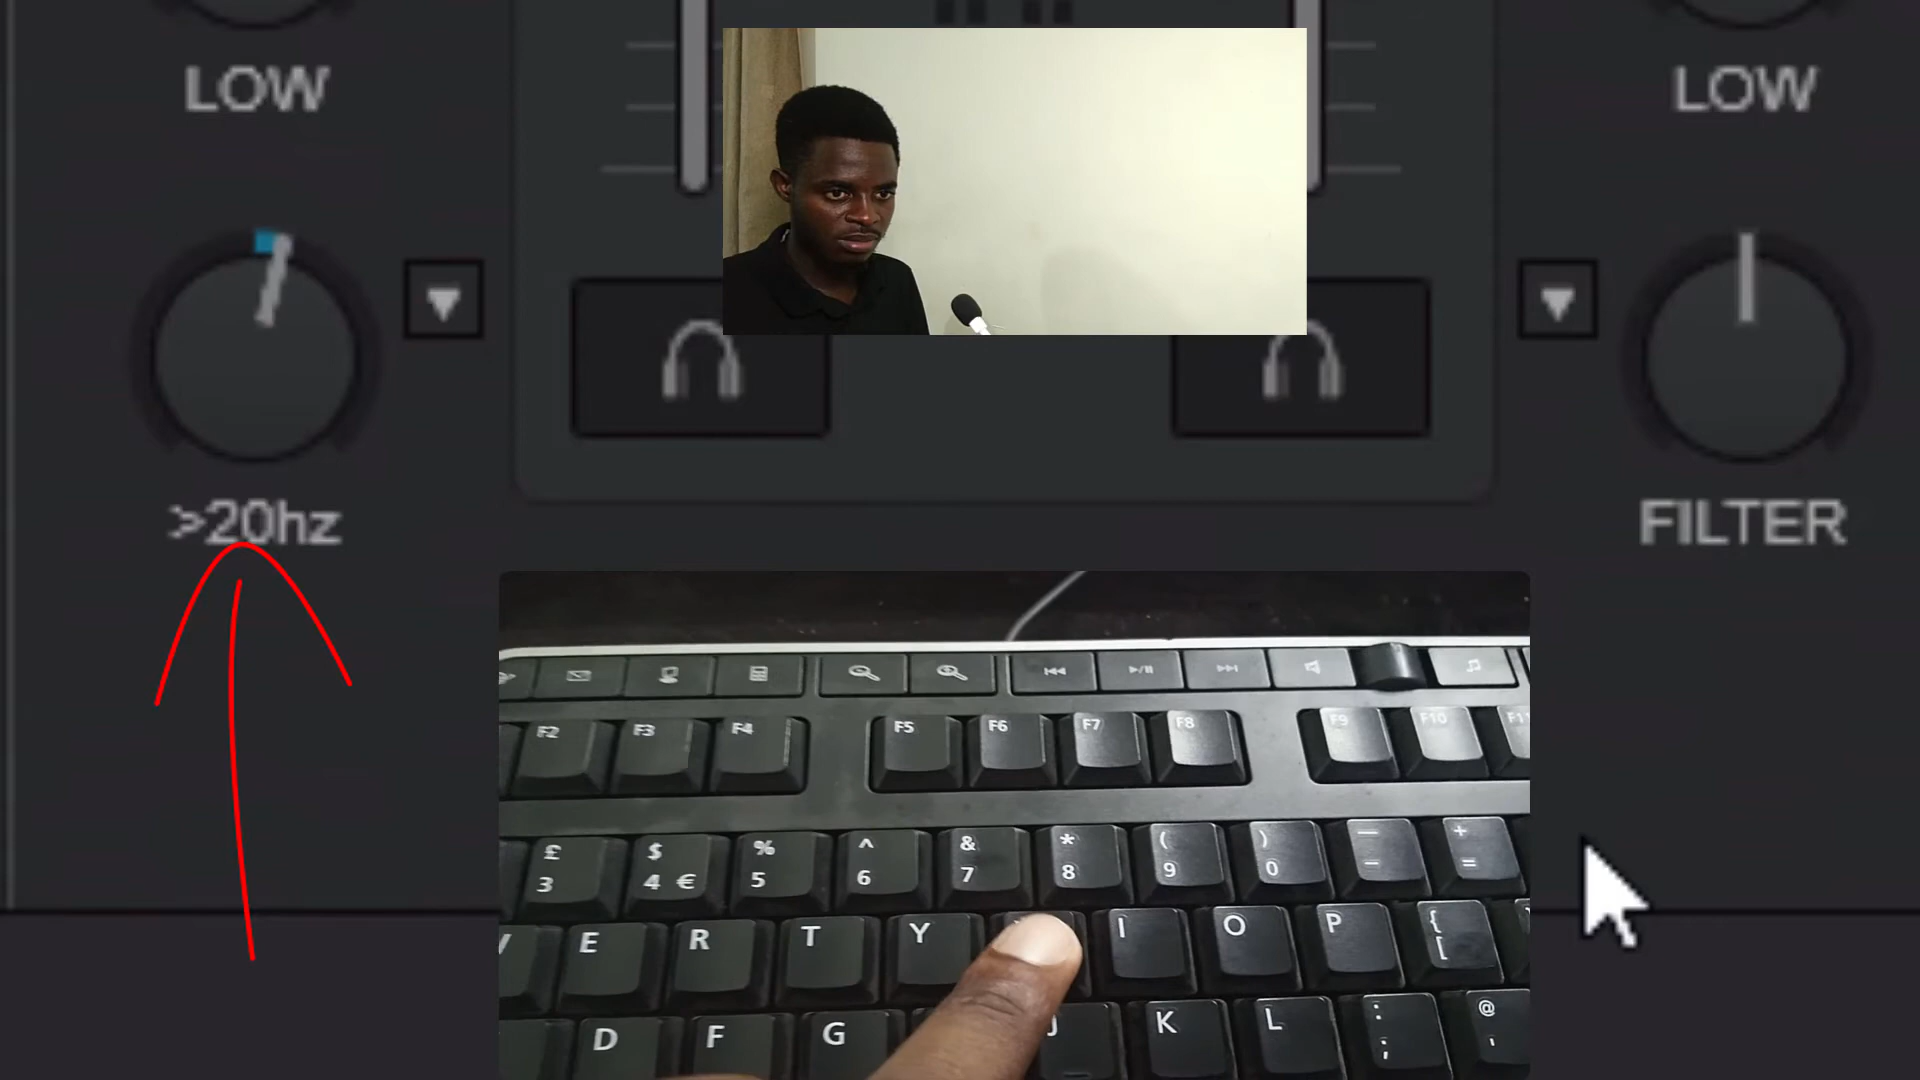 LOW LOW
>20hz FILTER
F2 F3 F4 F5 F6 F7 F8 F9 F10 F11
£ $ % ^ & * ( ) — +
3 4 € 5 6 7 8 9 0 - =
E R T Y I O P { [
D F G J K L : ; @ '